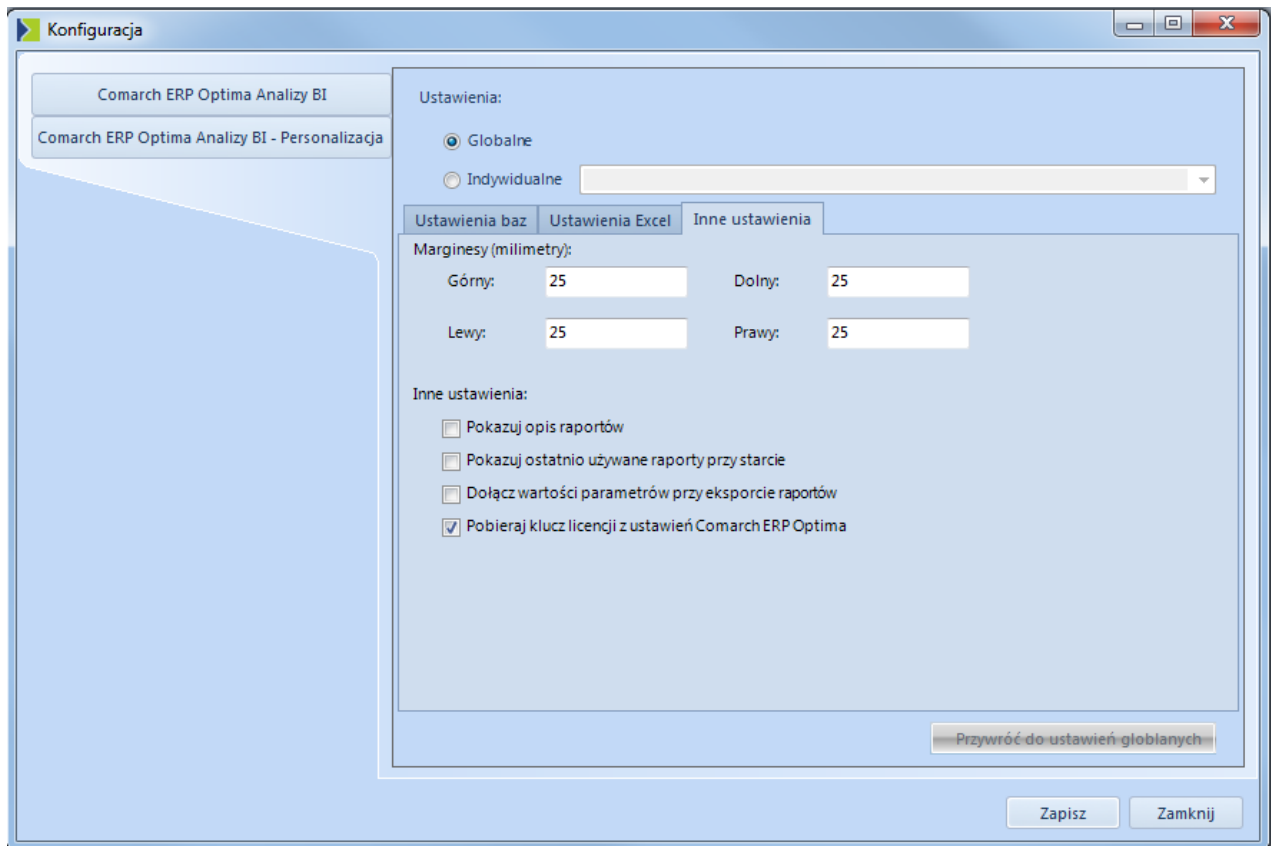 Konfiguracja
Comarch ERP Optima Analizy BI
Comarch ERP Optima Analizy BI - Personalizacja
Ustawienia:
Globalne
Indywidualne
Ustawienia baz Ustawienia Excel Inne ustawienia
Marginesy (milimetry):
Górny: 25 Dolny: 25
Lewy: 25 Prawy: 25
Inne ustawienia:
Pokazuj opis raportów
Pokazuj ostatnio używane raporty przy starcie
Dołącz wartości parametrów przy eksporcie raportów
Pobieraj klucz licencji z ustawień Comarch ERP Optima
Przywróć do ustawień globlanych
Zapisz Zamknij